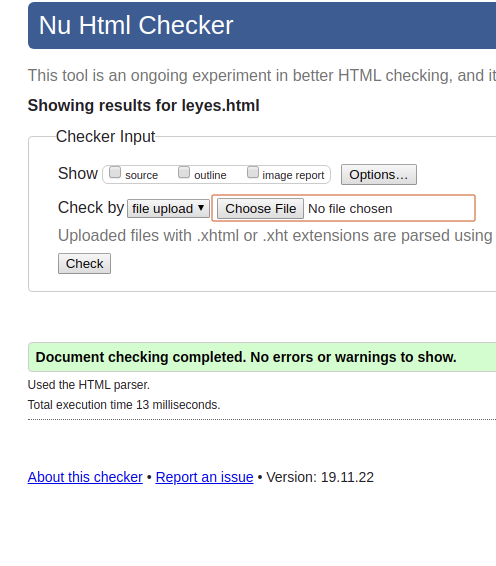 Nu Html Checker
This tool is an ongoing experiment in better HTML checking, and it
Showing results for leyes.html
Checker Input
Show source outline image report Options…
Check by file upload Choose File No file chosen
Uploaded files with .xhtml or .xht extensions are parsed using
Check
Document checking completed. No errors or warnings to show.
Used the HTML parser.
Total execution time 13 milliseconds.
About this checker • Report an issue • Version: 19.11.22